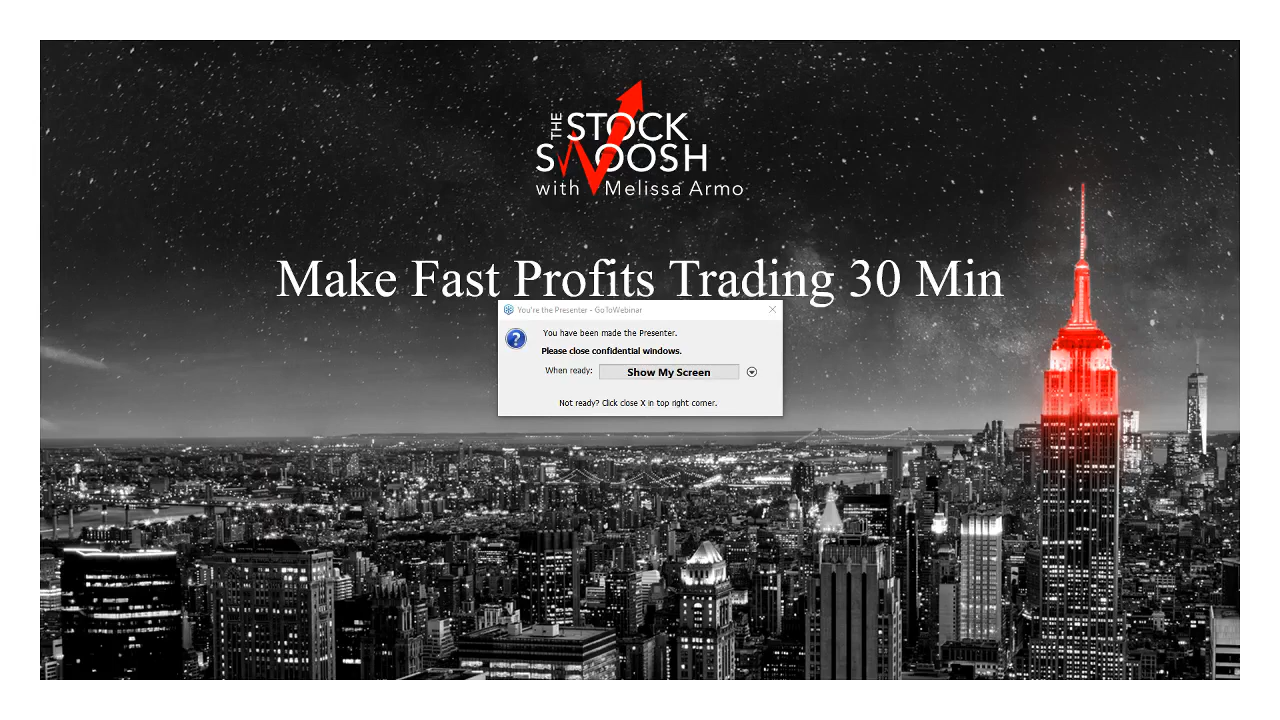 THE STOCK
SWOOSH
with Melissa Armo
Make Fast Profits Trading 30 Min
You're the Presenter - GoToWebinar
You have been made the Presenter.
Please close confidential windows.
When ready: Show My Screen
Not ready? Click close X in top right corner.